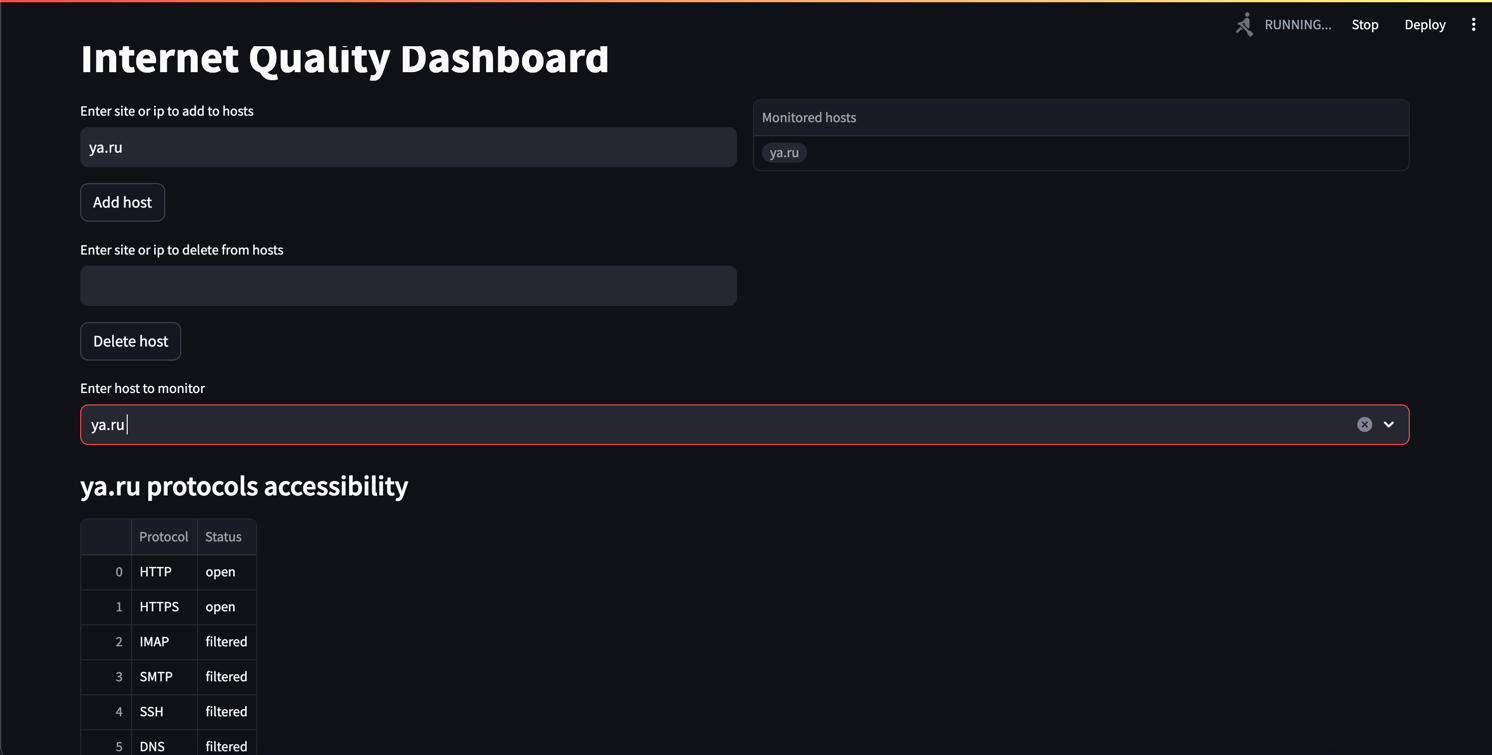 RUNNING... Stop Deploy
Internet Quality Dashboard
Enter site or ip to add to hosts
ya.ru
Add host
Monitored hosts
ya.ru
Enter site or ip to delete from hosts
Delete host
Enter host to monitor
ya.ru
ya.ru protocols accessibility
Protocol Status
0 HTTP open
1 HTTPS open
2 IMAP filtered
3 SMTP filtered
4 SSH filtered
5 DNS filtered